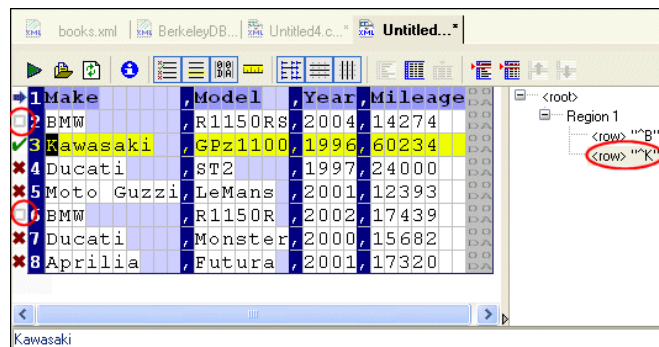 books.xml BerkeleyDB... Untitled4.c...* Untitled...*
1 Make ,Model ,Year,Mileage
2 BMW ,R1150RS,2004,14274
3 Kawasaki ,GPz1100,1996,60234
4 Ducati ,ST2 ,1997,24000
5 Moto Guzzi,LeMans ,2001,12393
6 BMW ,R1150R ,2002,17439
7 Ducati ,Monster,2000,15682
8 Aprilia ,Futura ,2001,17320
<root>
Region 1
<row> "^B"
<row> "^K"
Kawasaki